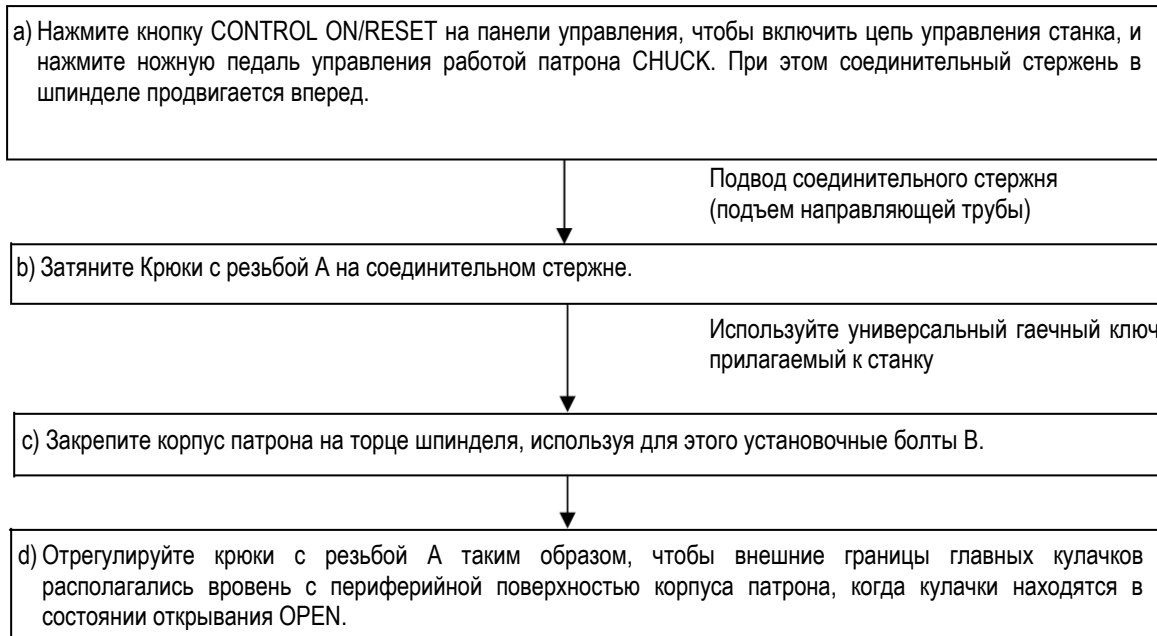 a) Нажмите кнопку CONTROL ON/RESET на панели управления, чтобы включить цепь управления станка, и
нажмите ножную педаль управления работой патрона CHUCK. При этом соединительный стержень в
шпинделе продвигается вперед.
Подвод соединительного стержня
(подъем направляющей трубы)
b) Затяните Крюки с резьбой А на соединительном стержне.
Используйте универсальный гаечный ключ
прилагаемый к станку
c) Закрепите корпус патрона на торце шпинделя, используя для этого установочные болты В.
d) Отрегулируйте крюки с резьбой А таким образом, чтобы внешние границы главных кулачков
располагались вровень с периферийной поверхностью корпуса патрона, когда кулачки находятся в
состоянии открывания OPEN.